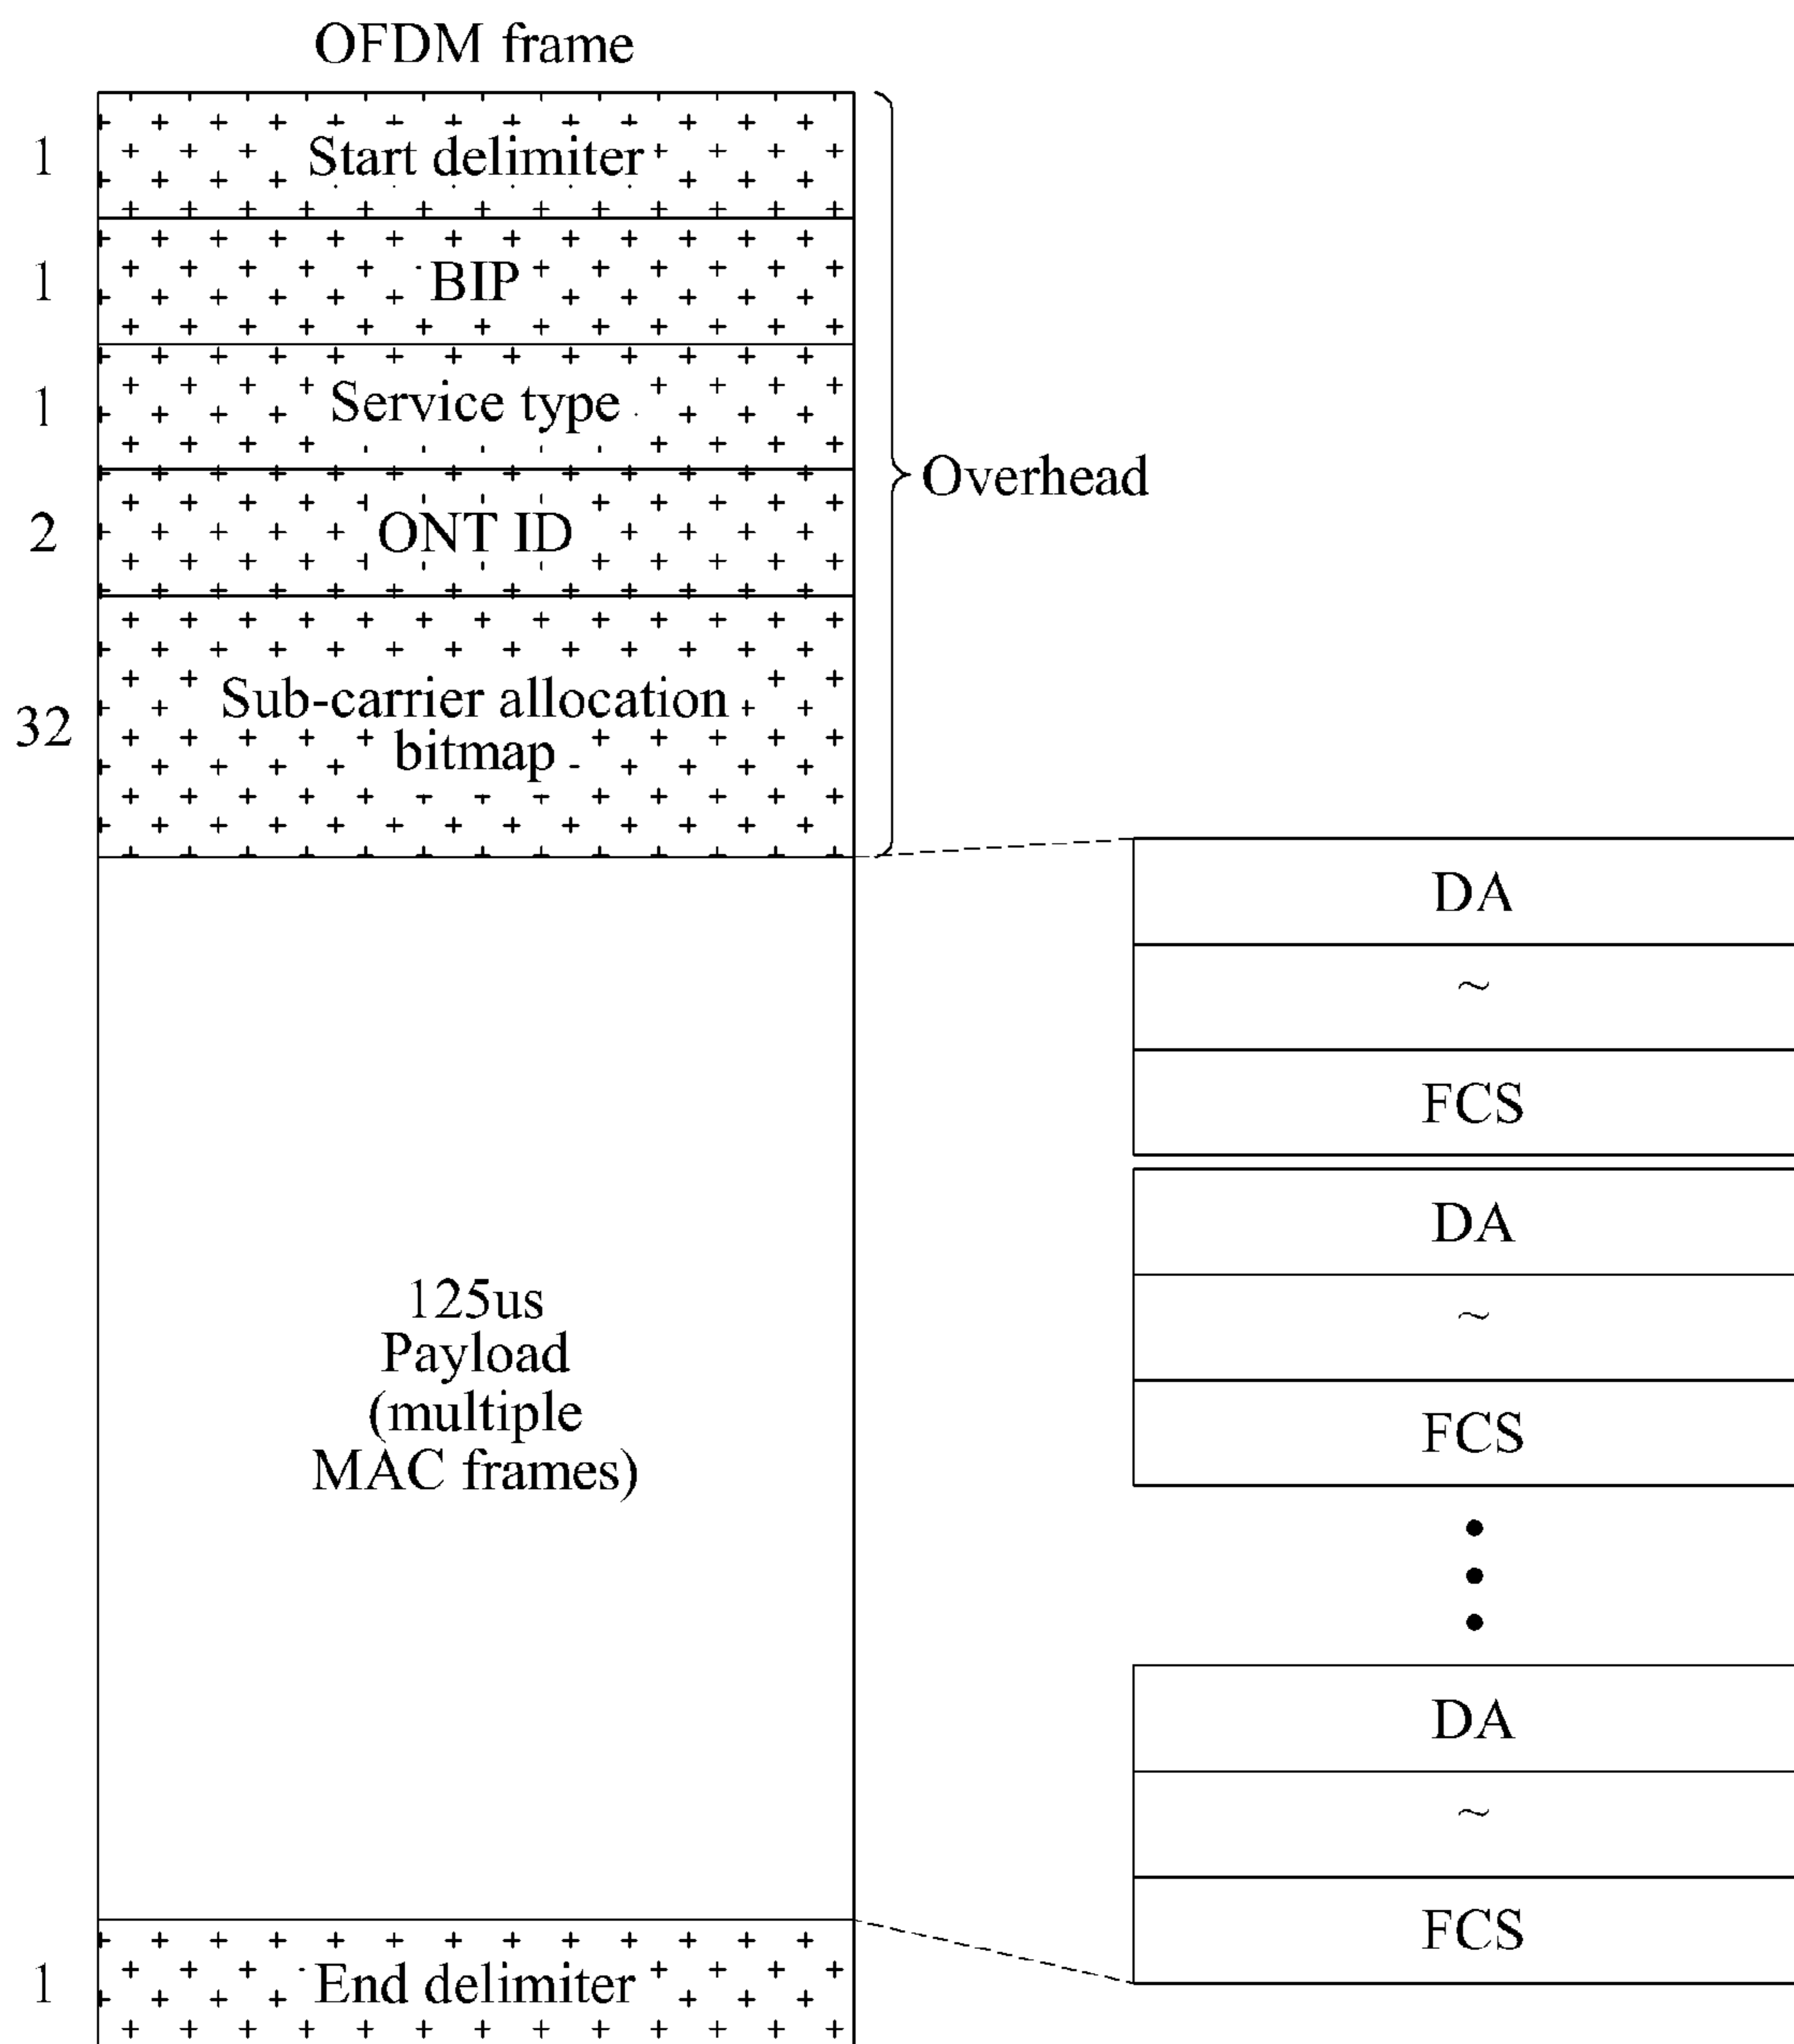 OFDM frame
1
Start delimiter
1
BIP
1
Service type
2
ONT ID
32
Sub-carrier allocation
bitmap
Overhead
125us
Payload
(multiple
MAC frames)
1
End delimiter
DA
~
FCS
DA
~
FCS
DA
~
FCS